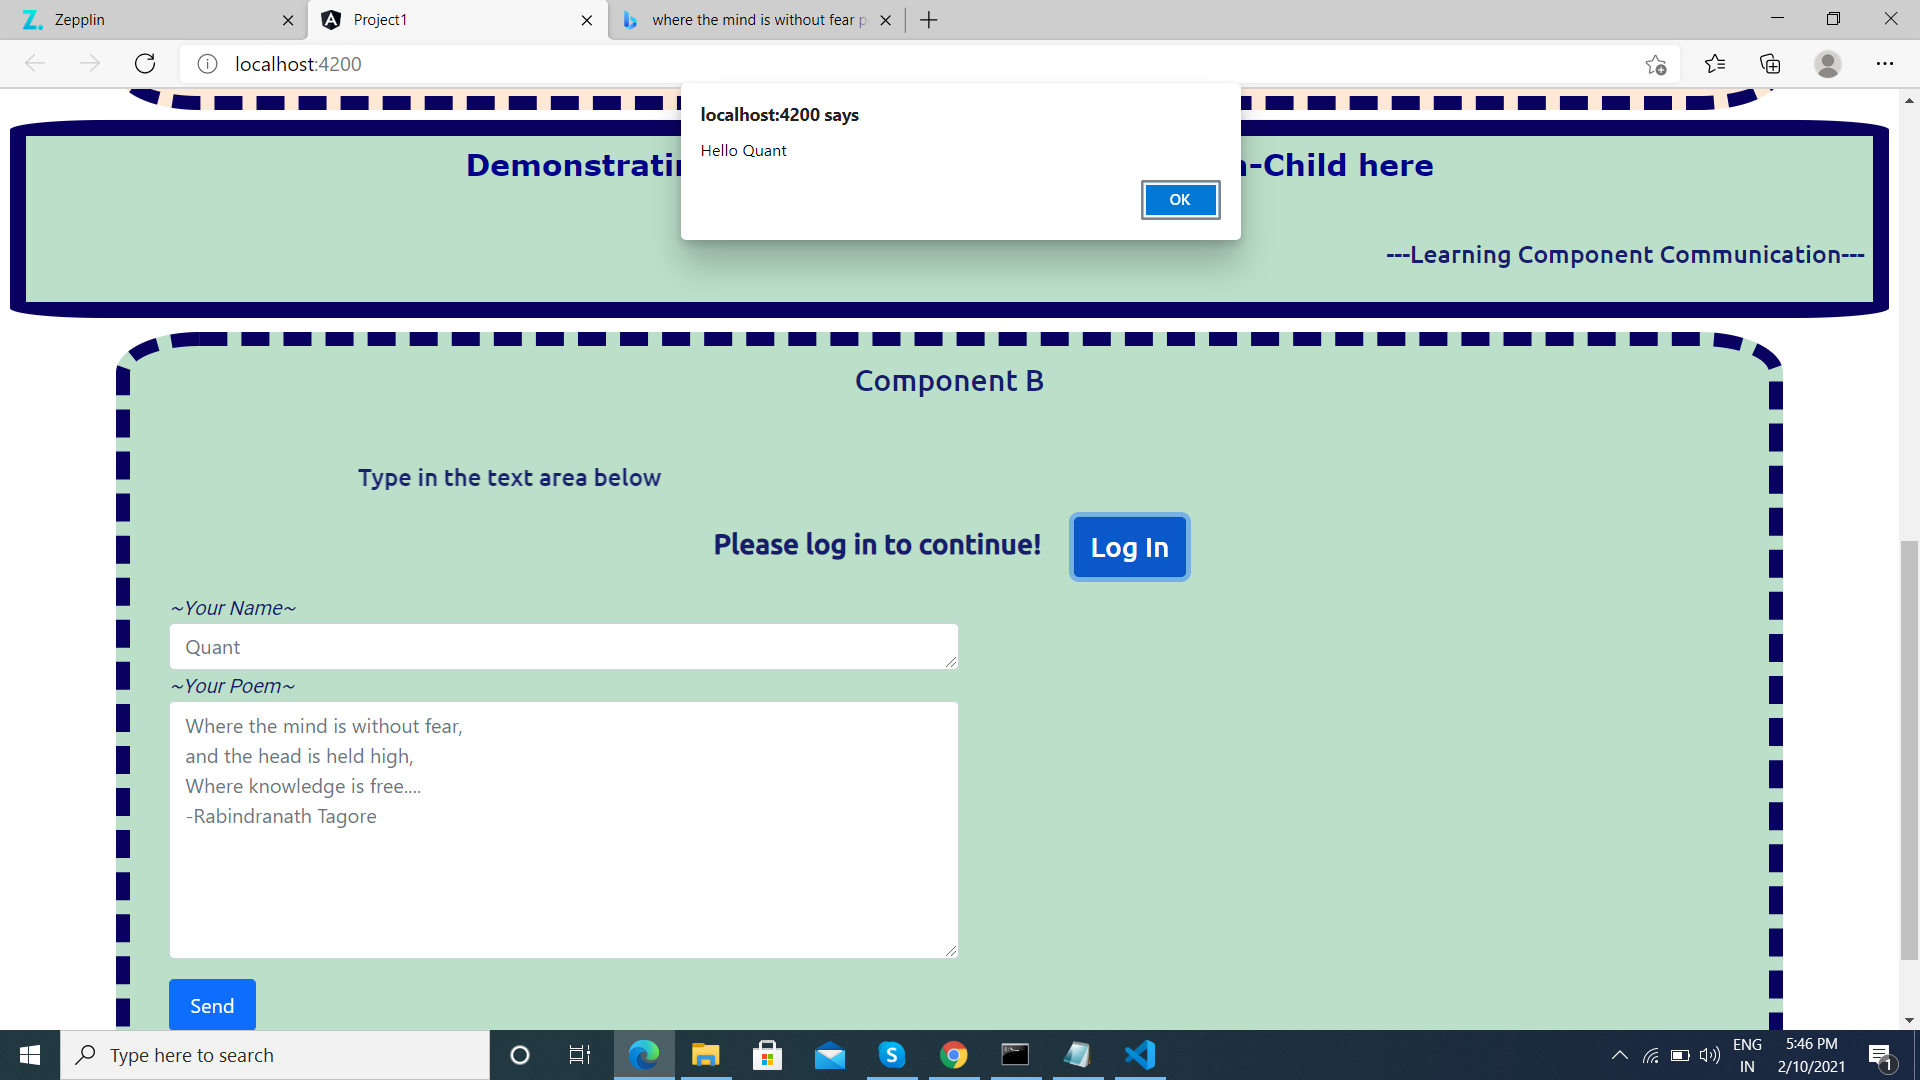 Zepplin
Project1
where the mind is without fear p
localhost:4200
localhost:4200 says
Hello Quant
OK
Demonstratin
-Child here
---Learning Component Communication---
Component B
Type in the text area below
Please log in to continue!
Log In
~Your Name~
Quant
~Your Poem~
Where the mind is without fear,
and the head is held high,
Where knowledge is free....
-Rabindranath Tagore
Send
Type here to search
ENG
IN
5:46 PM
2/10/2021
1